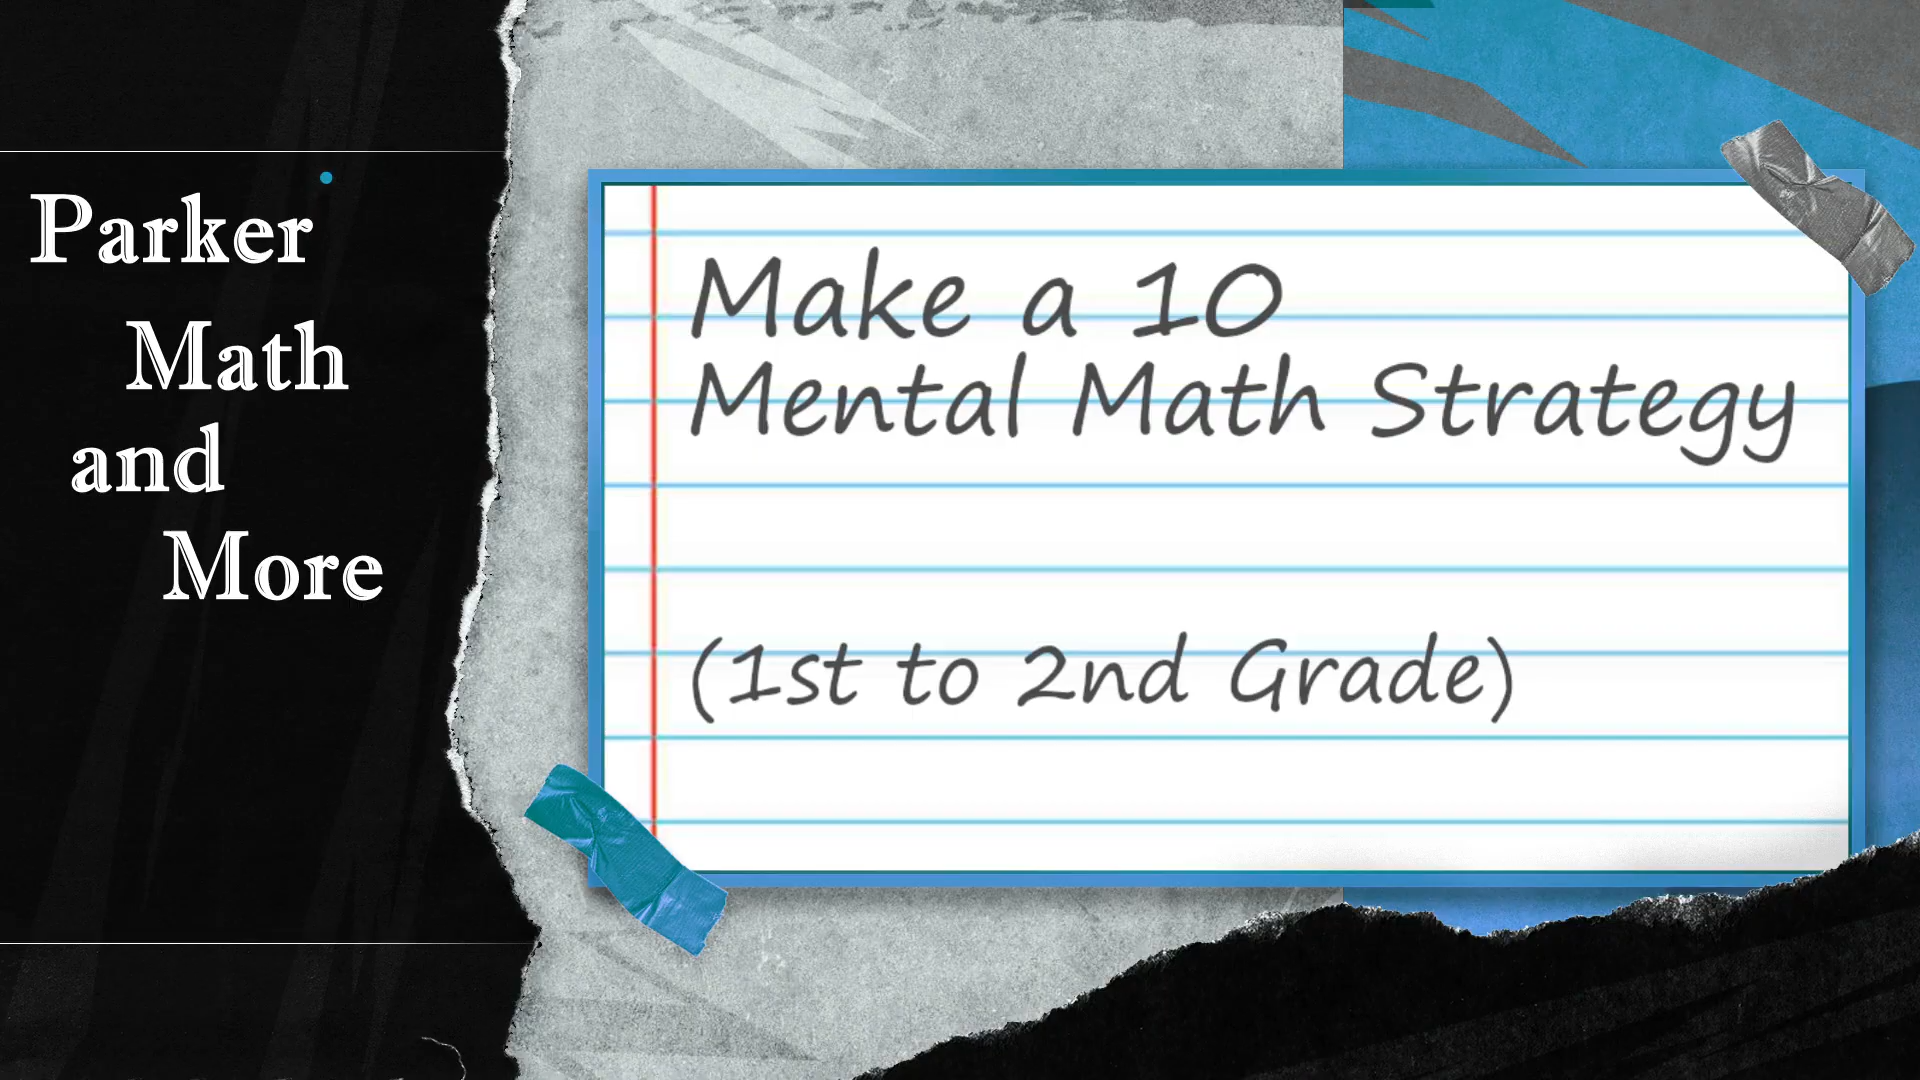 Parker
Math
and
More
Make a 10
Mental Math Strategy
(1st to 2nd Grade)